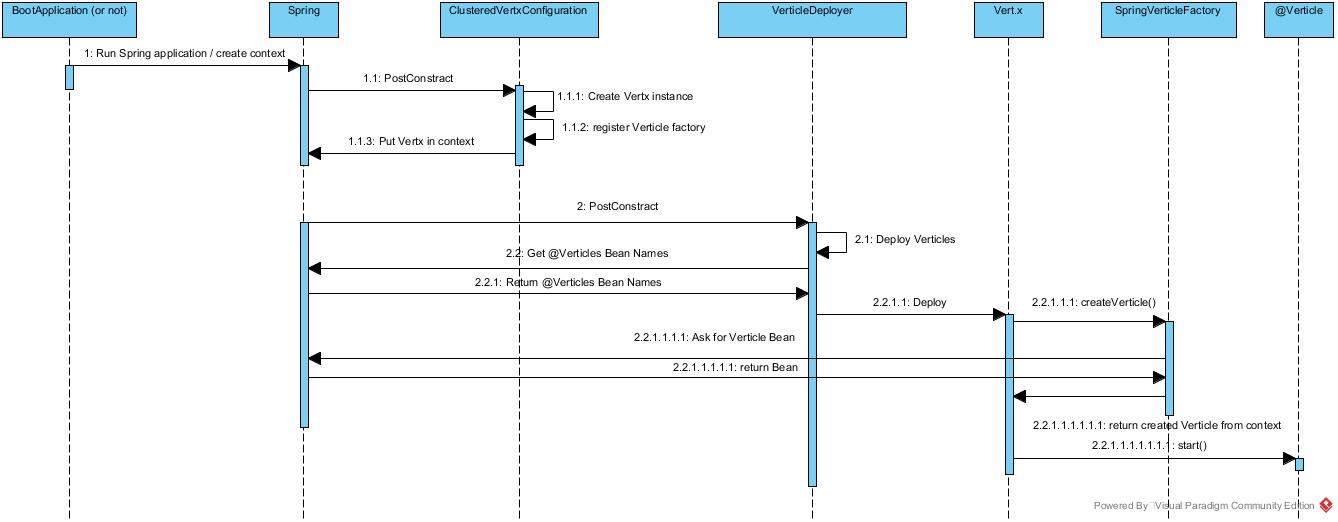 BootApplication (or not)
Spring
ClusteredVertxConfiguration
VerticleDeployer
Vert.x
SpringVerticleFactory
@Verticle
1: Run Spring application / create context
1.1: PostConstract
1.1.1: Create Vertx instance
1.1.2: register Verticle factory
1.1.3: Put Vertx in context
2: PostConstract
2.1: Deploy Verticles
2.2: Get @Verticles Bean Names
2.2.1: Return @Verticles Bean Names
2.2.1.1: Deploy
2.2.1.1.1: createVerticle()
2.2.1.1.1.1: Ask for Verticle Bean
2.2.1.1.1.1.1: return Bean
2.2.1.1.1.1.1.1: return created Verticle from context
2.2.1.1.1.1.1.1.1: start()
Powered By Visual Paradigm Community Edition